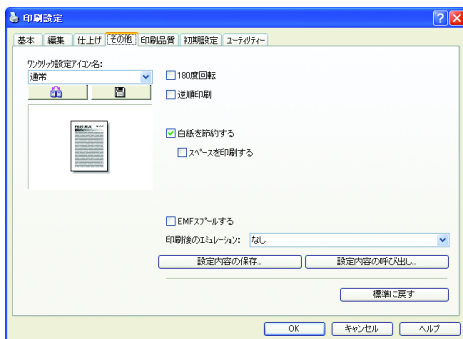 印刷設定
基本 編集 仕上げ その他 印刷品質 初期設定 ユーティリティー
ワンクリック設定アイコン名:
通常
180度回転
逆順印刷
白紙を節約する
スペースを印刷する
EMFスプールする
印刷後のエミュレーション: なし
設定内容の保存... 設定内容の呼び出し...
標準に戻す
OK キャンセル ヘルプ